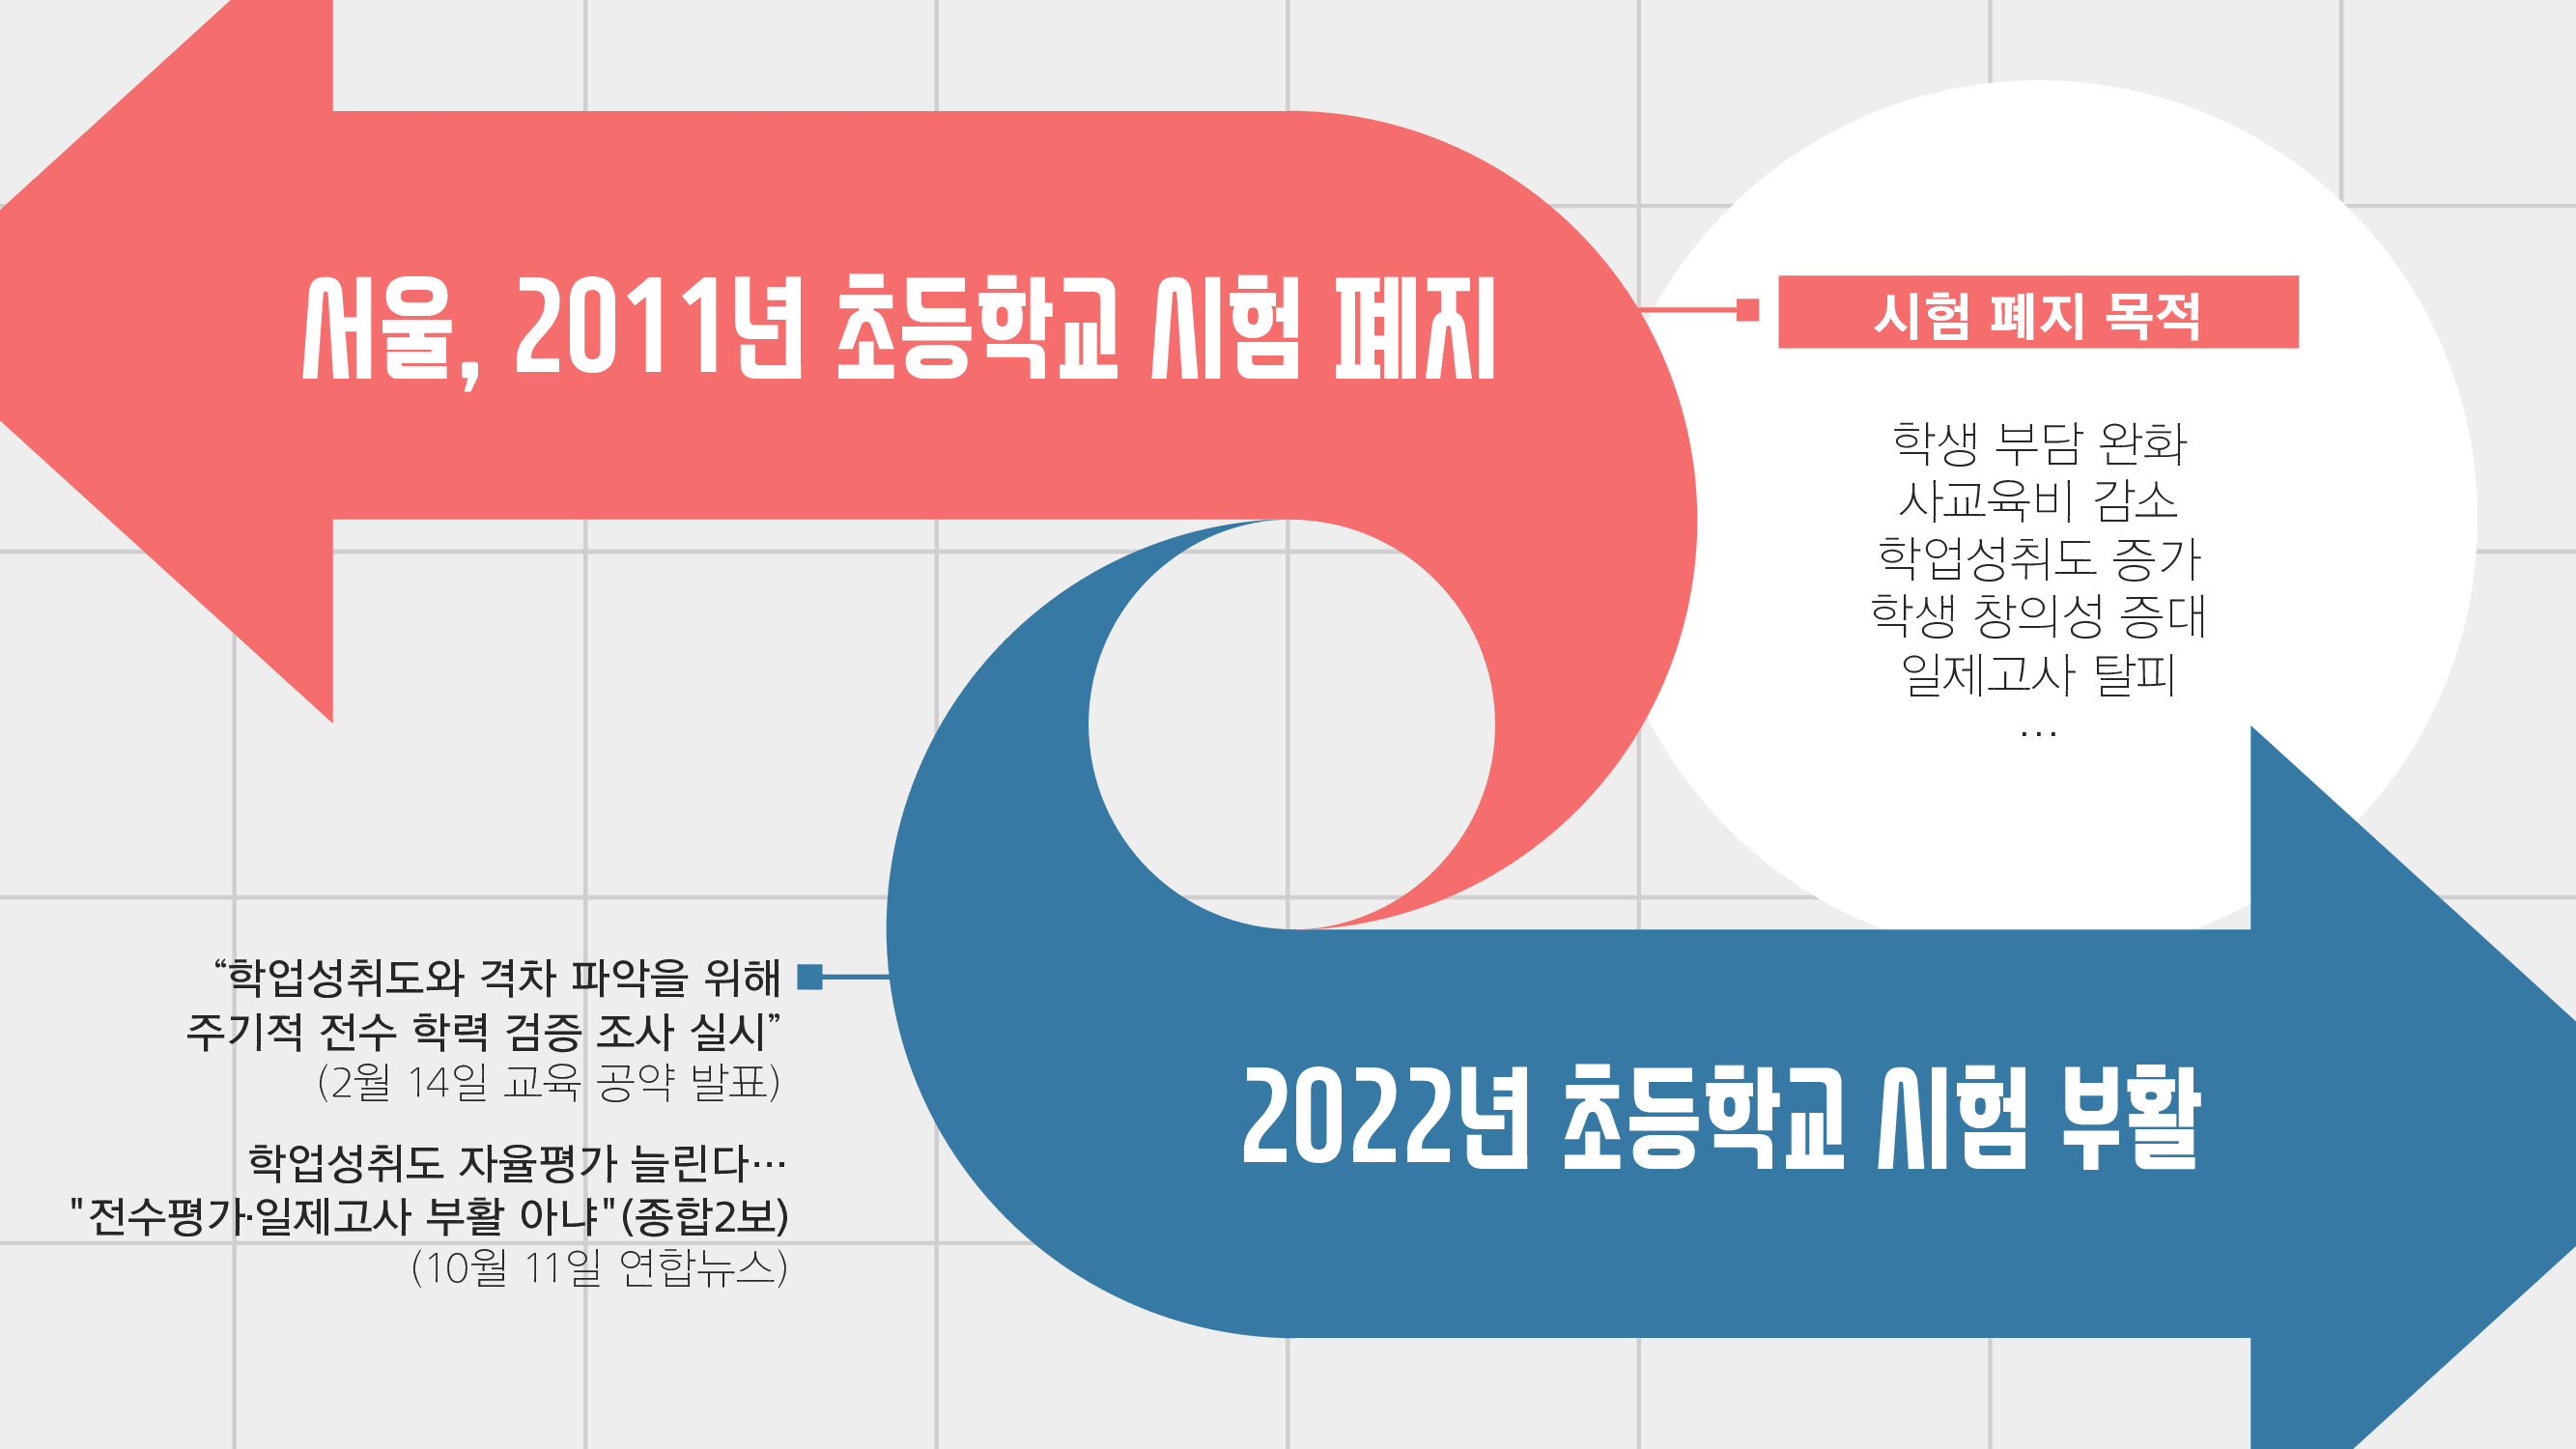 서울, 2011년 초등학교 시험 폐지
시험 폐지 목적
학생 부담 완화
사교육비 감소
학업성취도 증가
학생 창의성 증대
일제고사 탈피
…
“학업성취도와 격차 파악을 위해
주기적 전수 학력 검증 조사 실시”
(2월 14일 교육 공약 발표)
학업성취도 자율평가 늘린다…
"전수평가·일제고사 부활 아냐"(종합2보)
(10월 11일 연합뉴스)
2022년 초등학교 시험 부활